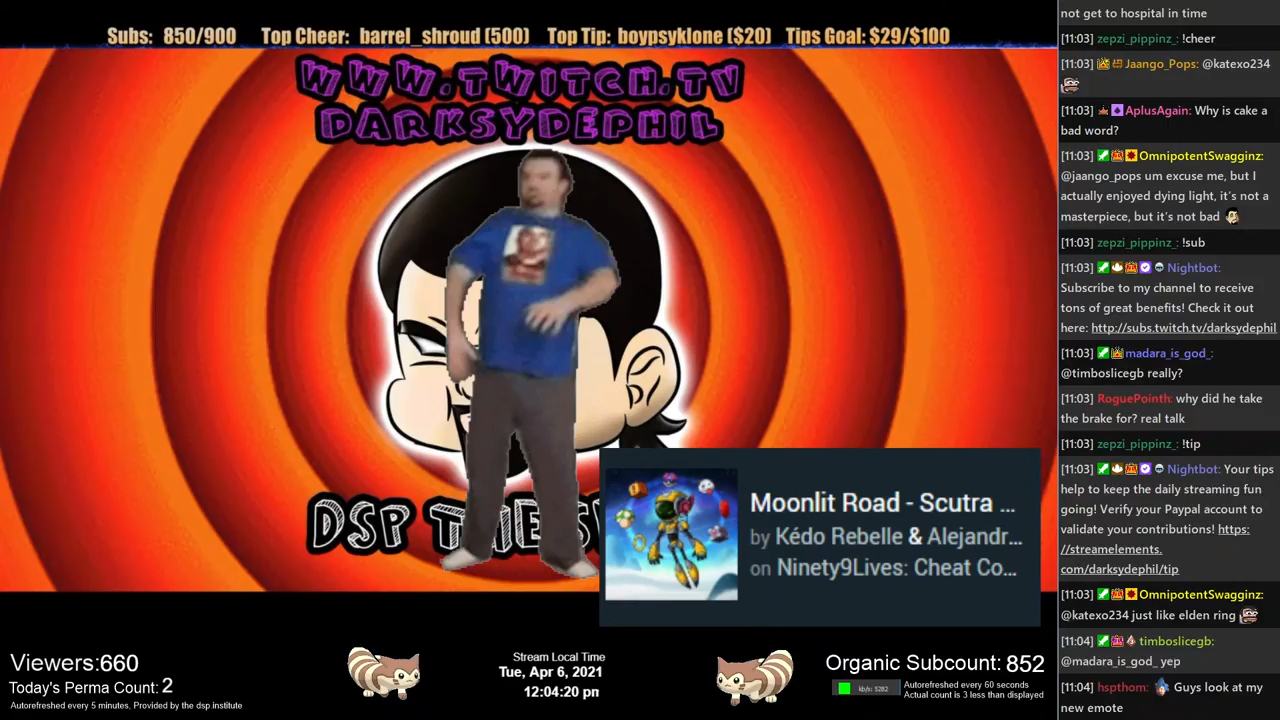 Subs: 850/900 Top Cheer: barrel_shroud (500) Top Tip: boypsyklone ($20) Tips Goal: $29/$100
WWW.TWITCH.TV
DARKSYDEPHIL
DSP THE
Moonlit Road - Scutra ...
by Kédo Rebelle & Alejandr...
on Ninety9Lives: Cheat Co...
Viewers:660
Today's Perma Count: 2
Autorefreshed every 5 minutes, Provided by the dsp institute
Stream Local Time
Tue, Apr 6, 2021
12:04:20 pm
Organic Subcount: 852
kb/s: 5282
Autorefreshed every 60 seconds
Actual count is 3 less than displayed
not get to hospital in time
[11:03] zepzi_pippinz_: !cheer
[11:03] Jaango_Pops: @katexo234
[11:03] AplusAgain: Why is cake a
bad word?
[11:03] OmnipotentSwagginz:
@jaango_pops um excuse me, but I
actually enjoyed dying light, it's not a
masterpiece, but it's not bad
[11:03] zepzi_pippinz_: !sub
[11:03] Nightbot:
Subscribe to my channel to receive
tons of great benefits! Check it out
here: http://subs.twitch.tv/darksydephil
[11:03] madara_is_god_:
@timboslicegb really?
[11:03] RoguePointh: why did he take
the brake for? real talk
[11:03] zepzi_pippinz_: !tip
[11:03] Nightbot: Your tips
help to keep the daily streaming fun
going! Verify your Paypal account to
validate your contributions! https:
//streamelements.
com/darksydephil/tip
[11:03] OmnipotentSwagginz:
@katexo234 just like elden ring
[11:04] timboslicegb:
@madara_is_god_ yep
[11:04] hspthom: Guys look at my
new emote